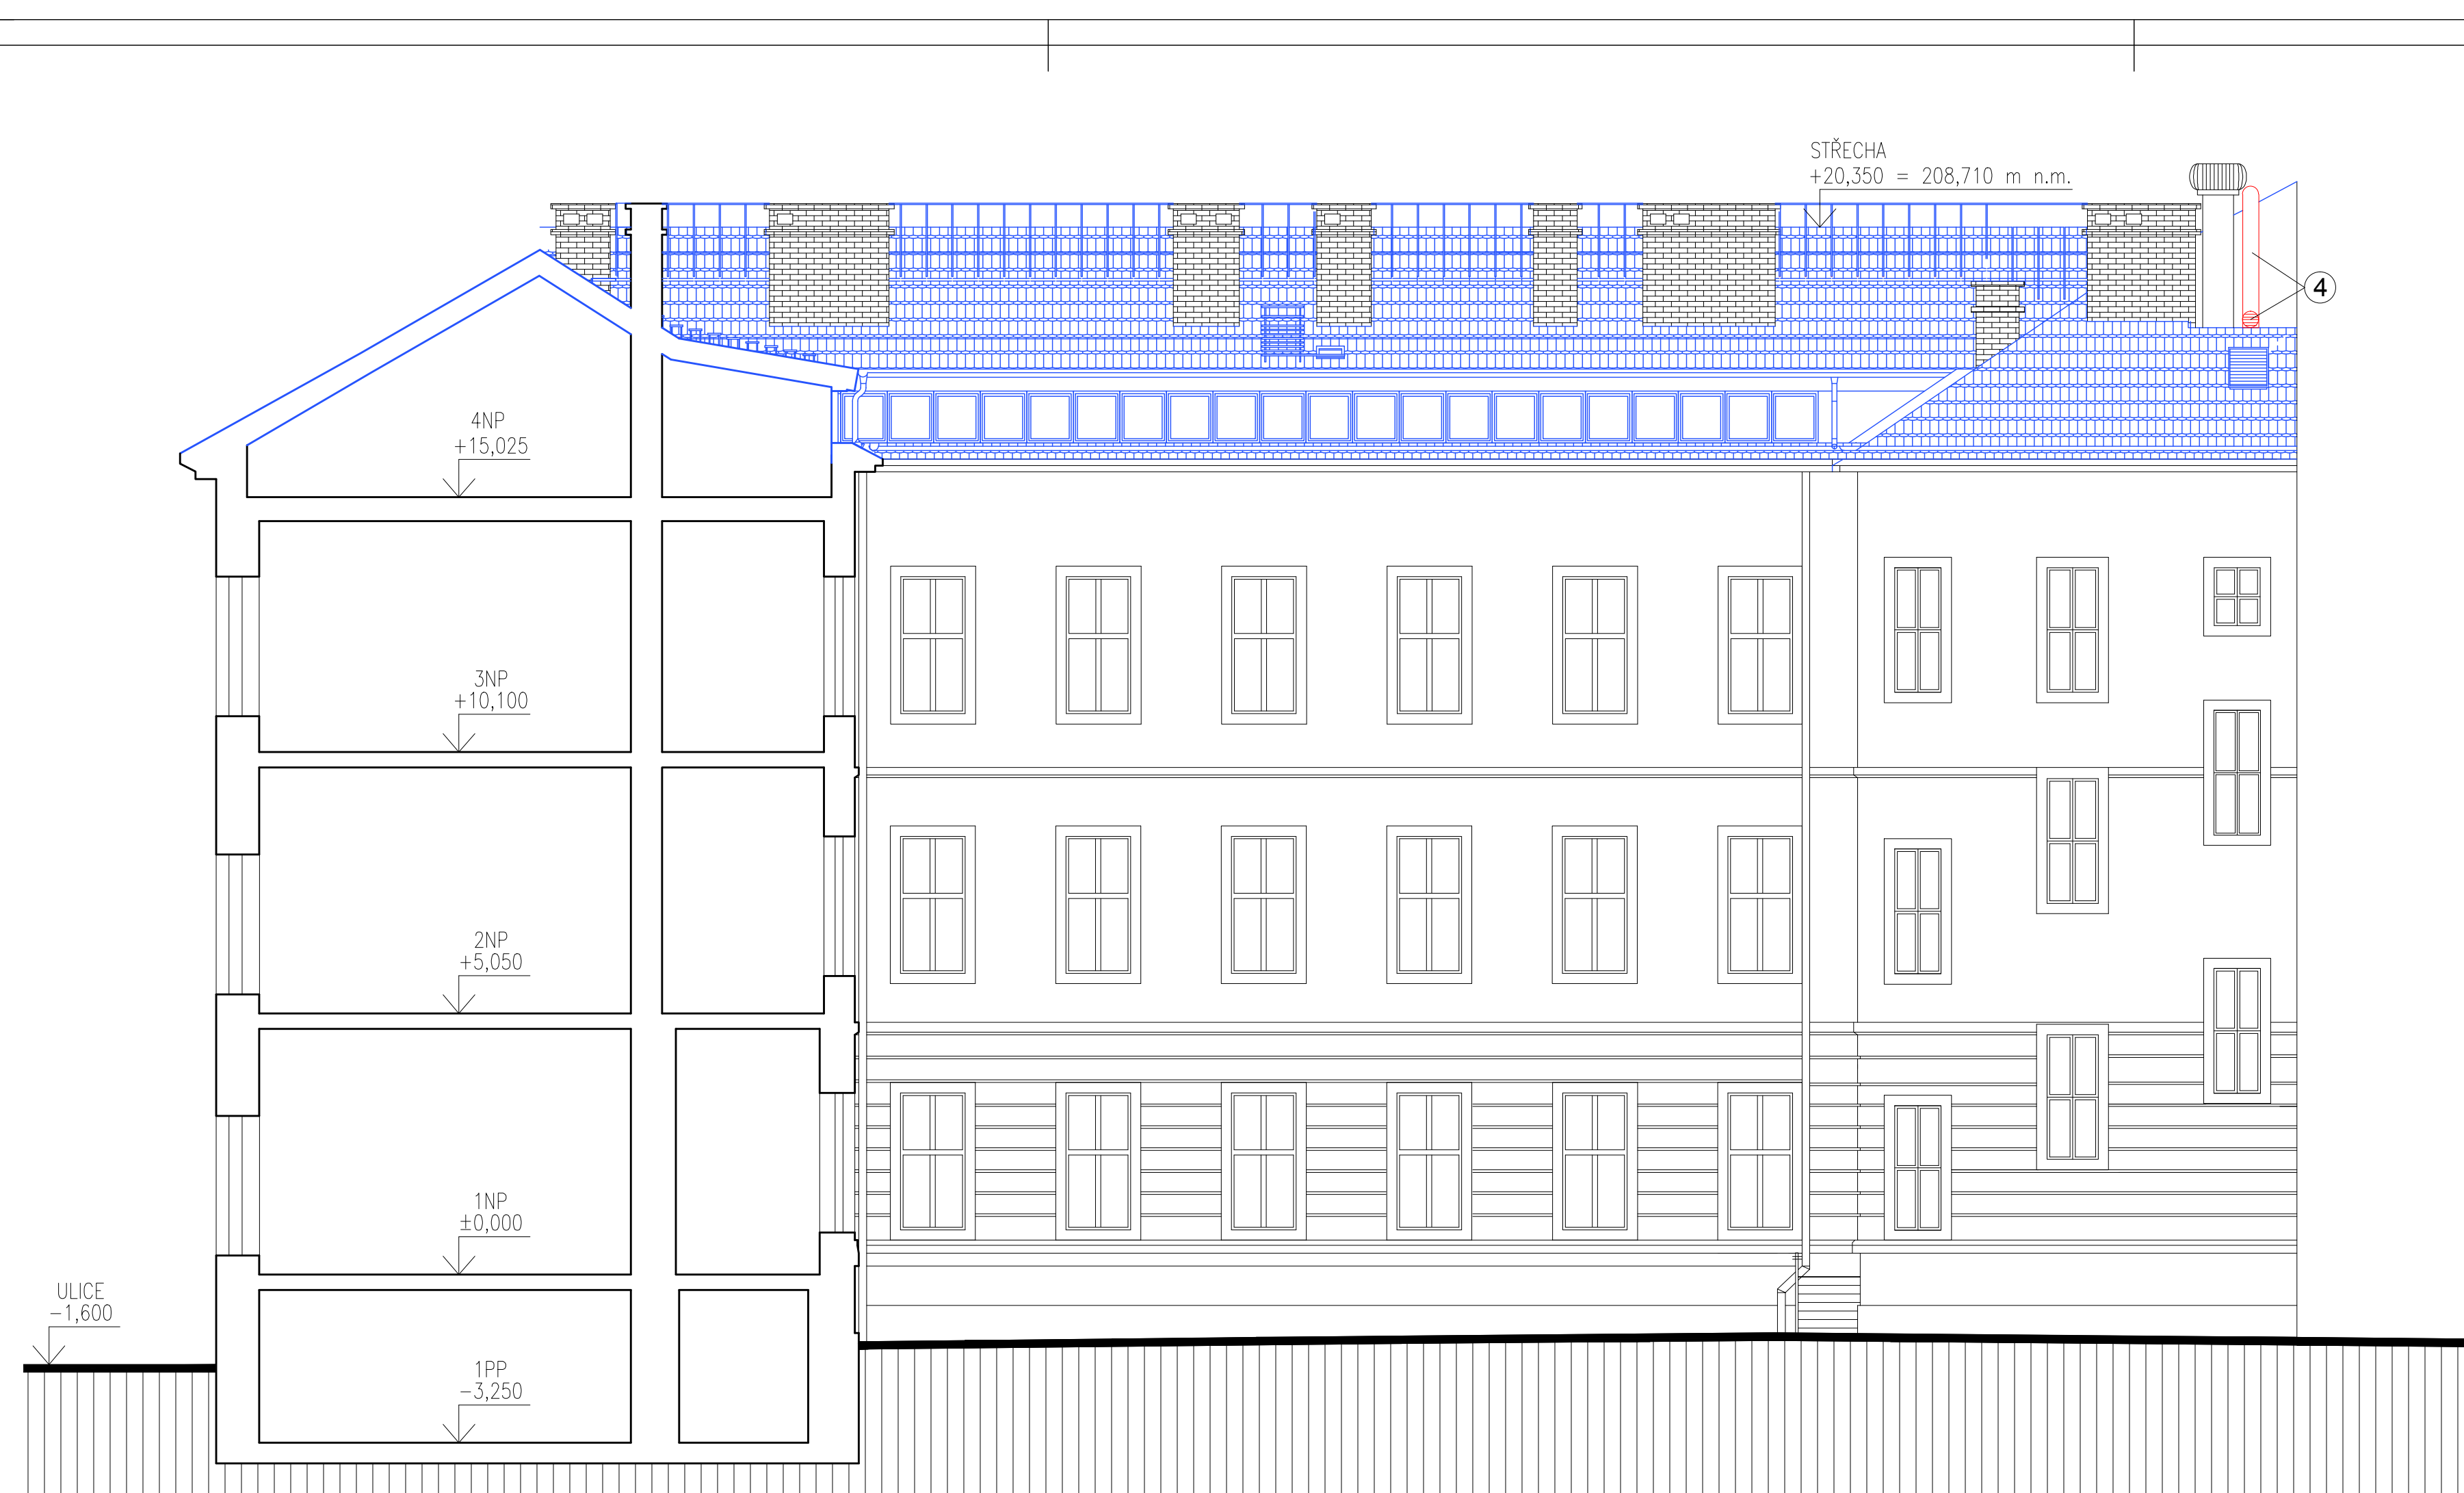 STŘECHA
+20,350 = 208,710 m n.m.
4
4NP
+15,025
3NP
+10,100
2NP
+5,050
1NP
±0,000
ULICE
-1,600
1PP
-3,250